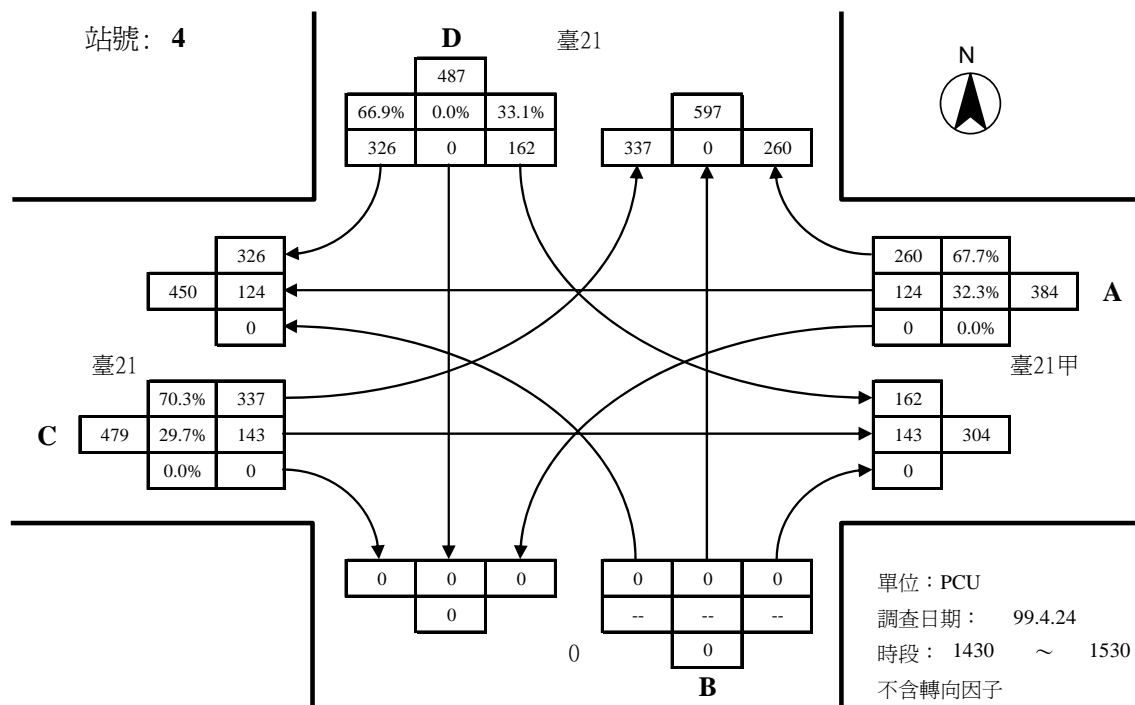 站號: 4
D
臺21
N
487
66.9% 0.0% 33.1%
326 0 162
597
337 0 260
326
450 124
0
260 67.7%
124 32.3% 384
0 0.0%
A
臺21
臺21甲
C
70.3% 337
479 29.7% 143
0.0% 0
162
143 304
0
0 0 0
0
0 0 0
-- -- --
0
0
B
單位：PCU
調查日期： 99.4.24
時段： 1430 ～ 1530
不含轉向因子